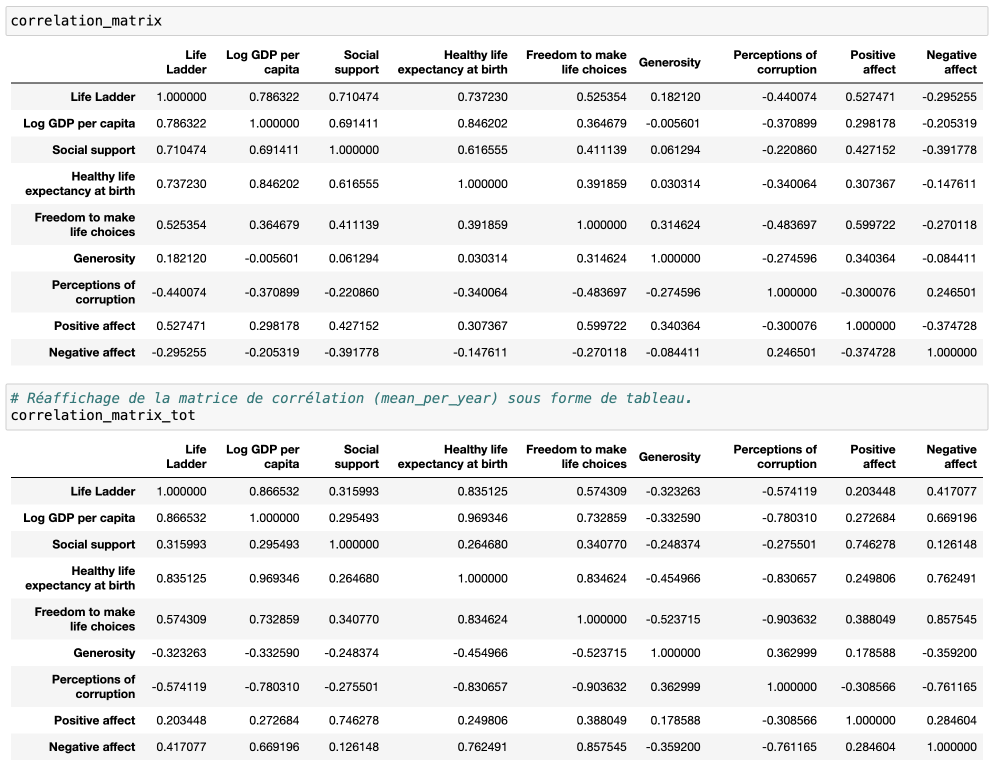 correlation_matrix
Life Ladder Log GDP per capita Social support Healthy life expectancy at birth Freedom to make life choices Generosity Perceptions of corruption Positive affect Negative affect
Life Ladder 1.000000 0.786322 0.710474 0.737230 0.525354 0.182120 -0.440074 0.527471 -0.295255
Log GDP per capita 0.786322 1.000000 0.691411 0.846202 0.364679 -0.005601 -0.370899 0.298178 -0.205319
Social support 0.710474 0.691411 1.000000 0.616555 0.411139 0.061294 -0.220860 0.427152 -0.391778
Healthy life expectancy at birth 0.737230 0.846202 0.616555 1.000000 0.391859 0.030314 -0.340064 0.307367 -0.147611
Freedom to make life choices 0.525354 0.364679 0.411139 0.391859 1.000000 0.314624 -0.483697 0.599722 -0.270118
Generosity 0.182120 -0.005601 0.061294 0.030314 0.314624 1.000000 -0.274596 0.340364 -0.084411
Perceptions of corruption -0.440074 -0.370899 -0.220860 -0.340064 -0.483697 -0.274596 1.000000 -0.300076 0.246501
Positive affect 0.527471 0.298178 0.427152 0.307367 0.599722 0.340364 -0.300076 1.000000 -0.374728
Negative affect -0.295255 -0.205319 -0.391778 -0.147611 -0.270118 -0.084411 0.246501 -0.374728 1.000000
# Réaffichage de la matrice de corrélation (mean_per_year) sous forme de tableau.
correlation_matrix_tot
Life Ladder Log GDP per capita Social support Healthy life expectancy at birth Freedom to make life choices Generosity Perceptions of corruption Positive affect Negative affect
Life Ladder 1.000000 0.866532 0.315993 0.835125 0.574309 -0.323263 -0.574119 0.203448 0.417077
Log GDP per capita 0.866532 1.000000 0.295493 0.969346 0.732859 -0.332590 -0.780310 0.272684 0.669196
Social support 0.315993 0.295493 1.000000 0.264680 0.340770 -0.248374 -0.275501 0.746278 0.126148
Healthy life expectancy at birth 0.835125 0.969346 0.264680 1.000000 0.834624 -0.454966 -0.830657 0.249806 0.762491
Freedom to make life choices 0.574309 0.732859 0.340770 0.834624 1.000000 -0.523715 -0.903632 0.388049 0.857545
Generosity -0.323263 -0.332590 -0.248374 -0.454966 -0.523715 1.000000 0.362999 0.178588 -0.359200
Perceptions of corruption -0.574119 -0.780310 -0.275501 -0.830657 -0.903632 0.362999 1.000000 -0.308566 -0.761165
Positive affect 0.203448 0.272684 0.746278 0.249806 0.388049 0.178588 -0.308566 1.000000 0.284604
Negative affect 0.417077 0.669196 0.126148 0.762491 0.857545 -0.359200 -0.761165 0.284604 1.000000